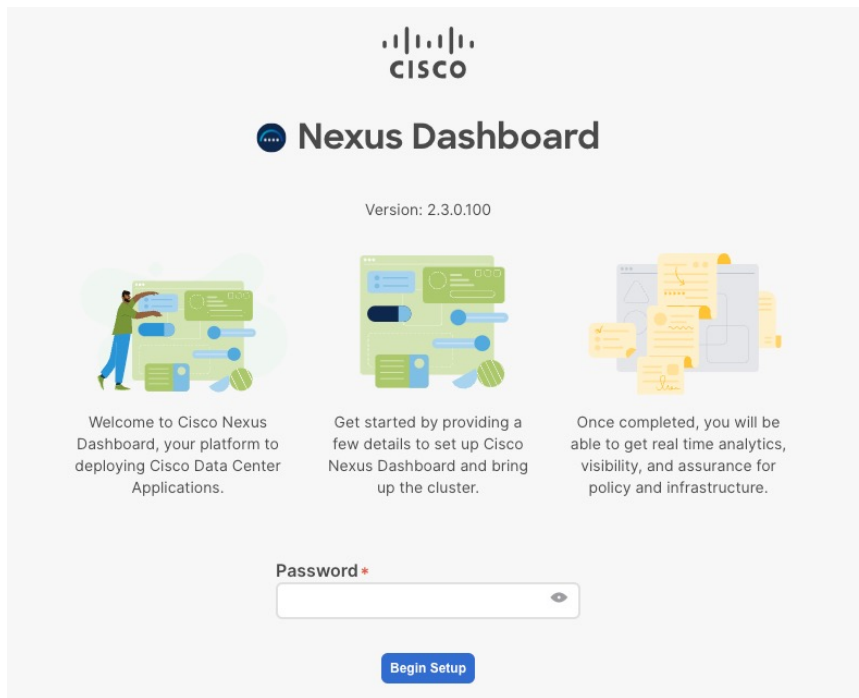 CISCO
Nexus Dashboard
Version: 2.3.0.100
Welcome to Cisco Nexus
Dashboard, your platform to
deploying Cisco Data Center
Applications.
Get started by providing a
few details to set up Cisco
Nexus Dashboard and bring
up the cluster.
Once completed, you will be
able to get real time analytics,
visibility, and assurance for
policy and infrastructure.
Password*
Begin Setup